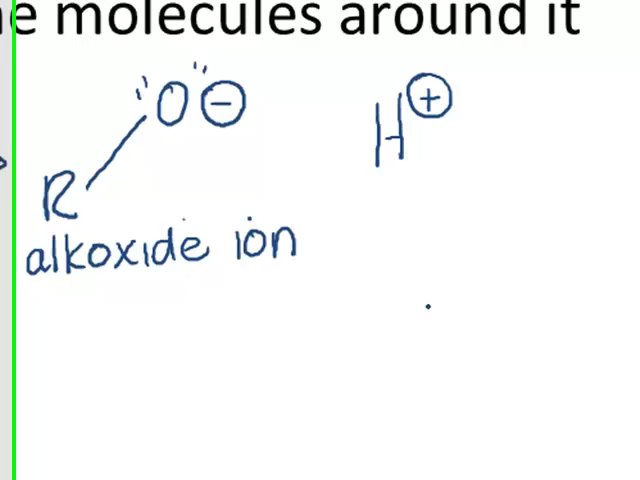 molecules around it
O⊖ H⊕
R
alkoxide ion